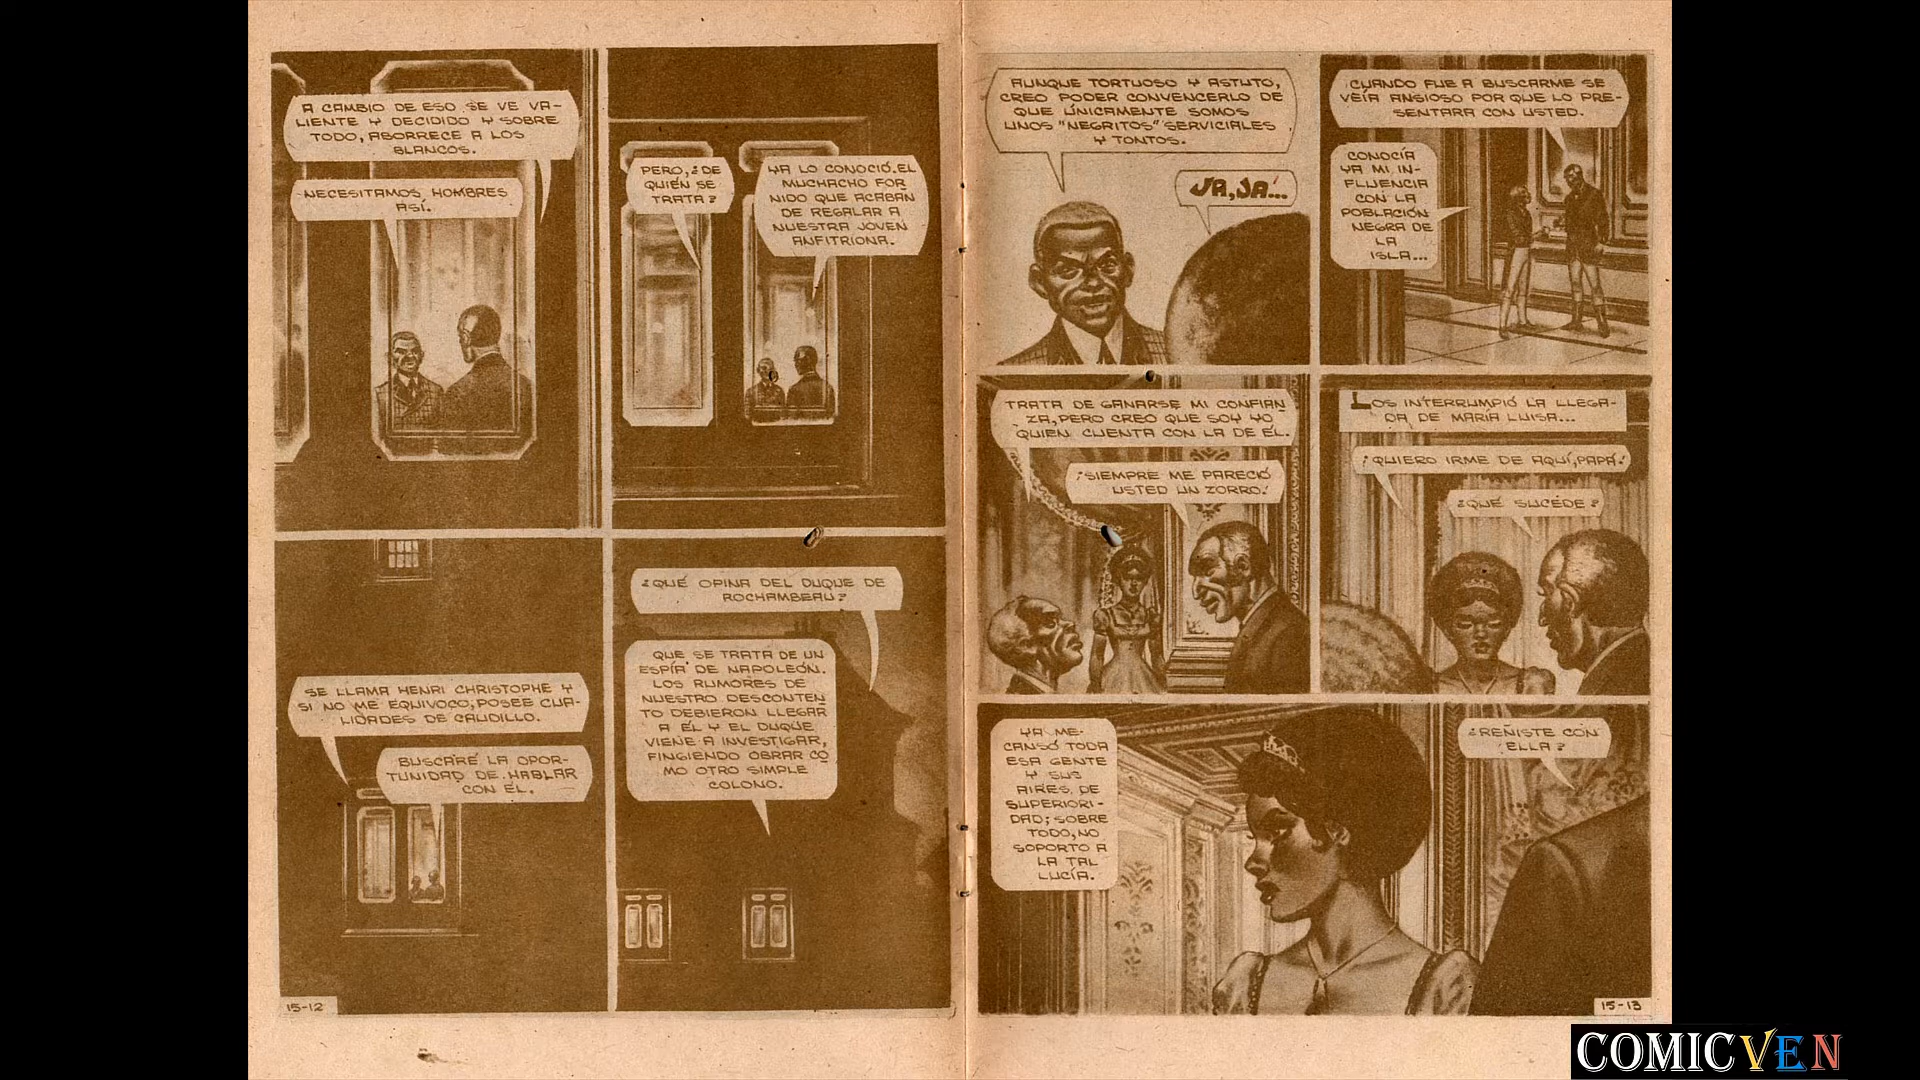 A CAMBIO DE ESO SE VE VA-
LIENTE Y DECIDIDO Y SOBRE
TODO, ABORRECE A LOS
BLANCOS.
NECESITAMOS HOMBRES
ASÍ.
PERO, ¿DE
QUIÉN SE
TRATA?
YA LO CONOCIÓ. EL
MUCHACHO FOR
NIDO QUE ACABAN
DE REGALAR A
NUESTRA JOVEN
ANFITRIONA.
SE LLAMA HENRI CHRISTOPHE Y
SI NO ME EQUIVOCO, POSEE CUA-
LIDADES DE CAUDILLO.
BUSCARÉ LA OPOR-
TUNIDAD DE HABLAR
CON ÉL.
¿QUÉ OPINA DEL DUQUE DE
ROCHAMBEAU?
QUE SE TRATA DE UN
ESPÍA DE NAPOLEÓN.
LOS RUMORES DE
NUESTRO DESCONTEN
TO DEBIERON LLEGAR
A ÉL Y EL DUQUE
VIENE A INVESTIGAR,
FINGIENDO OBRAR CO
MO OTRO SIMPLE
COLONO.
15-12
AUNQUE TORTUOSO Y ASTUTO,
CREO PODER CONVENCERLO DE
QUE ÚNICAMENTE SOMOS
UNOS "NEGRITOS" SERVICIALES
Y TONTOS.
JA, JA...
CUANDO FUE A BUSCARME SE
VEÍA ANSIOSO POR QUE LO PRE-
SENTARA CON USTED.
CONOCÍA
YA MI IN-
FLUENCIA
CON LA
POBLACIÓN
NEGRA DE
LA
ISLA...
TRATA DE GANARSE MI CONFIAN
ZA, PERO CREO QUE SOY YO
QUIEN CUENTA CON LA DE ÉL.
¡SIEMPRE ME PARECIÓ
USTED UN ZORRO!
LOS INTERRUMPIÓ LA LLEGA-
DA DE MARÍA LUISA...
¡QUIERO IRME DE AQUÍ, PAPÁ!
¿QUÉ SUCEDE?
YA ME
CANSÓ TODA
ESA GENTE
Y SUS
AIRES DE
SUPERIORI-
DAD; SOBRE
TODO, NO
SOPORTO A
LA TAL
LUCÍA.
¿REÑISTE CON
ELLA?
15-13
COMICVEN